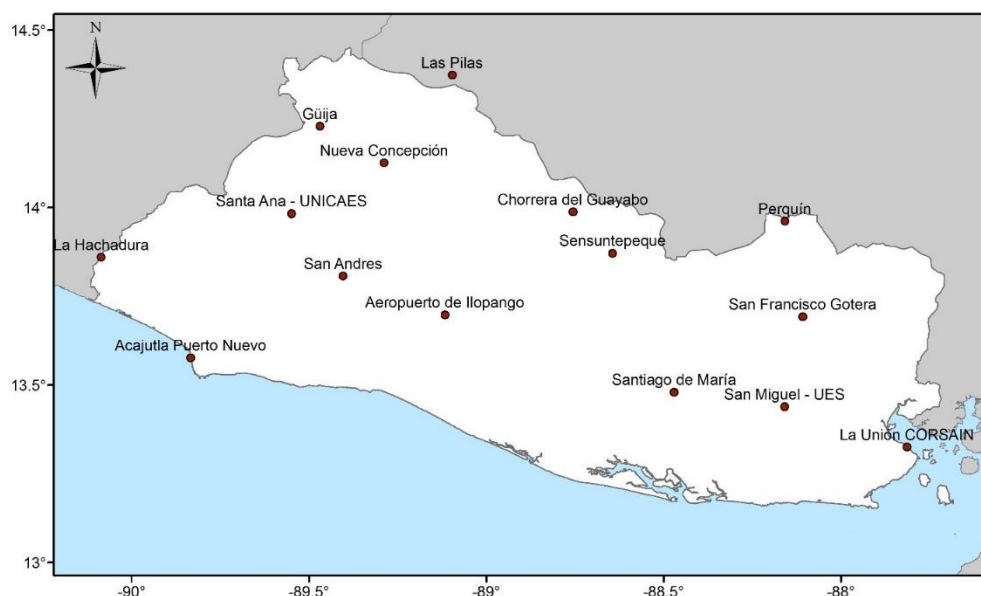 14.5°
N
Las Pilas
Güija
Nueva Concepción
14°
Santa Ana - UNICAES
Chorrera del Guayabo
Perquín
La Hachadura
Sensuntepeque
San Andres
Aeropuerto de Ilopango
San Francisco Gotera
Acajutla Puerto Nuevo
13.5°
Santiago de María
San Miguel - UES
La Unión CORSAIN
13°
-90°
-89.5°
-89°
-88.5°
-88°